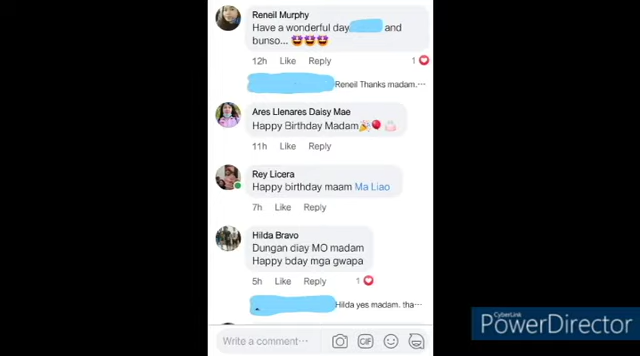 Reneil Murphy
Have a wonderful day and
bunso...
12h Like Reply 1
Reneil Thanks madam.…
Ares Llenares Daisy Mae
Happy Birthday Madam
11h Like Reply
Rey Licera
Happy birthday maam Ma Liao
7h Like Reply
Hilda Bravo
Dungan diay MO madam
Happy bday mga gwapa
5h Like Reply 1
Hilda yes madam. tha…
Write a comment…
GIF
CyberLink
PowerDirector